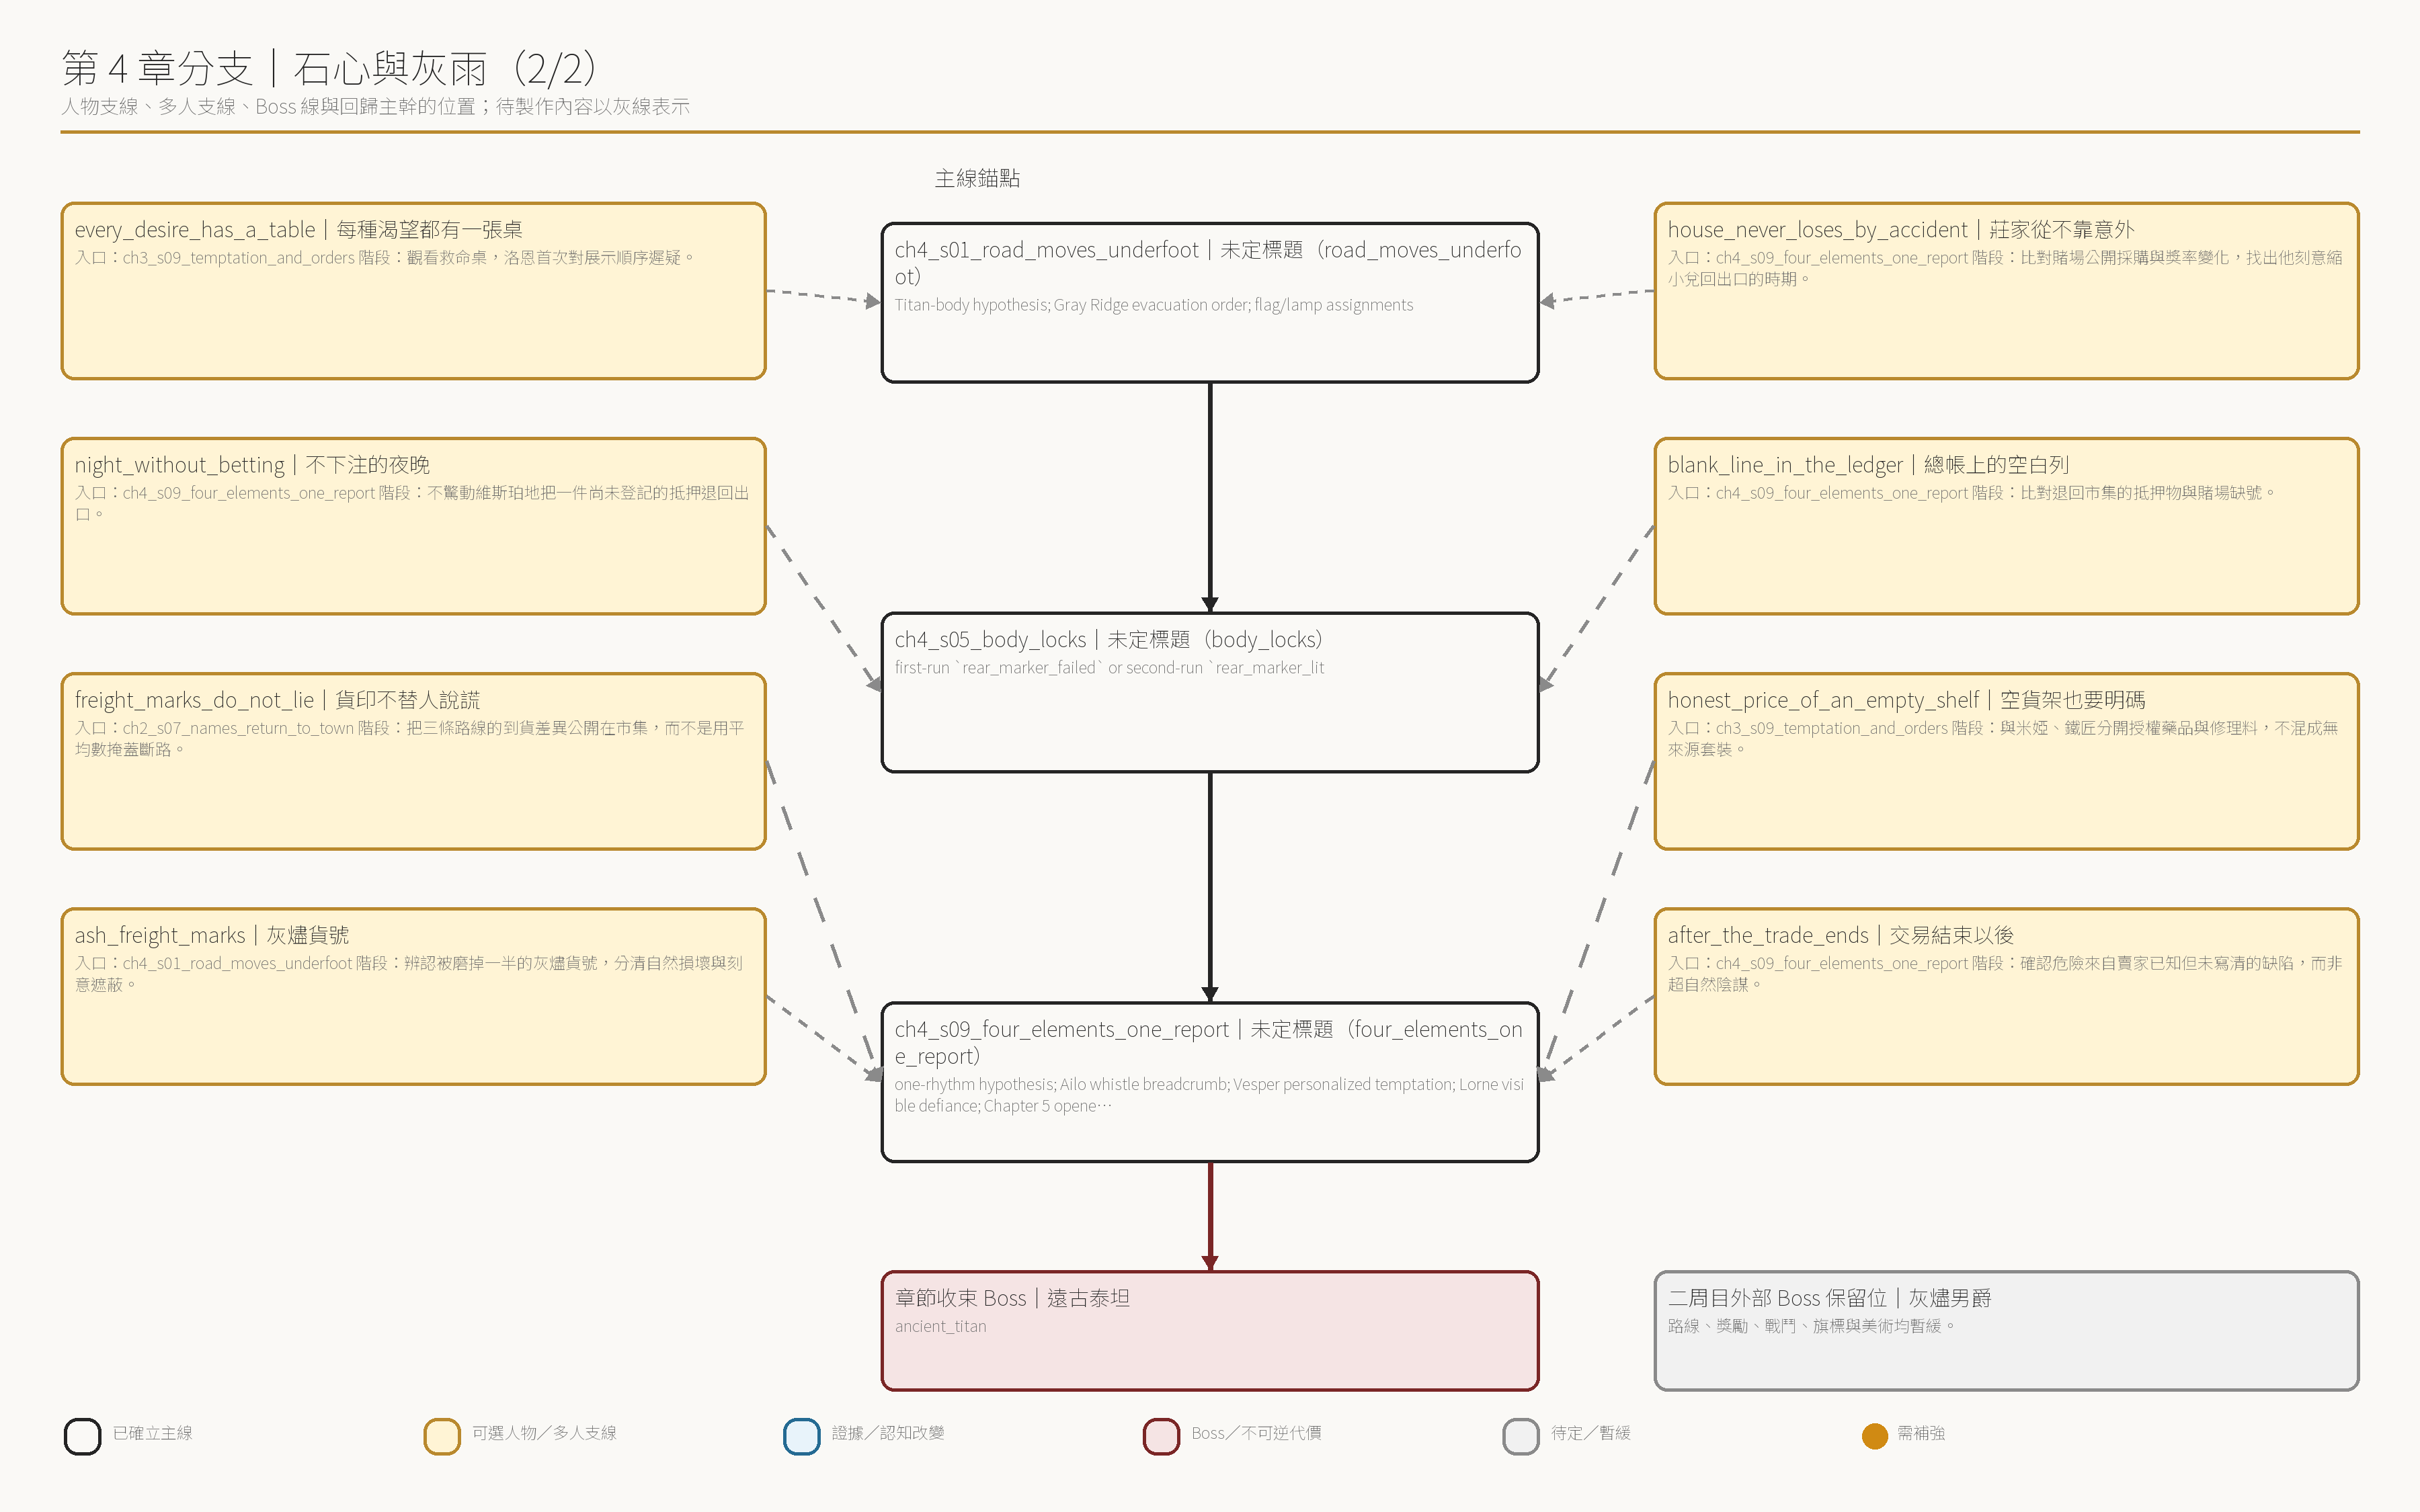 第 4 章分支｜石心與灰雨（2/2）
人物支線、多人支線、Boss 線與回歸主幹的位置；待製作內容以灰線表示
主線錨點
every_desire_has_a_table｜每種渴望都有一張桌
入口：ch3_s09_temptation_and_orders 階段：觀看救命桌，洛恩首次對展示順序遲疑。
night_without_betting｜不下注的夜晚
入口：ch4_s09_four_elements_one_report 階段：不驚動維斯珀地把一件尚未登記的抵押退回出
口。
freight_marks_do_not_lie｜貨印不替人說謊
入口：ch2_s07_names_return_to_town 階段：把三條路線的到貨差異公開在市集，而不是用平
均數掩蓋斷路。
ash_freight_marks｜灰燼貨號
入口：ch4_s01_road_moves_underfoot 階段：辨認被磨掉一半的灰燼貨號，分清自然損壞與刻
意遮蔽。
ch4_s01_road_moves_underfoot｜未定標題（road_moves_underfo
ot）
Titan-body hypothesis; Gray Ridge evacuation order; flag/lamp assignments
ch4_s05_body_locks｜未定標題（body_locks）
first-run `rear_marker_failed` or second-run `rear_marker_lit
ch4_s09_four_elements_one_report｜未定標題（four_elements_on
e_report）
one-rhythm hypothesis; Ailo whistle breadcrumb; Vesper personalized temptation; Lorne visi
ble defiance; Chapter 5 opene…
章節收束 Boss｜遠古泰坦
ancient_titan
house_never_loses_by_accident｜莊家從不靠意外
入口：ch4_s09_four_elements_one_report 階段：比對賭場公開採購與獎率變化，找出他刻意縮
小兌回出口的時期。
blank_line_in_the_ledger｜總帳上的空白列
入口：ch4_s09_four_elements_one_report 階段：比對退回市集的抵押物與賭場缺號。
honest_price_of_an_empty_shelf｜空貨架也要明碼
入口：ch3_s09_temptation_and_orders 階段：與米婭、鐵匠分開授權藥品與修理料，不混成無
來源套裝。
after_the_trade_ends｜交易結束以後
入口：ch4_s09_four_elements_one_report 階段：確認危險來自賣家已知但未寫清的缺陷，而非
超自然陰謀。
二周目外部 Boss 保留位｜灰燼男爵
路線、獎勵、戰鬥、旗標與美術均暫緩。
已確立主線
可選人物／多人支線
證據／認知改變
Boss／不可逆代價
待定／暫緩
需補強